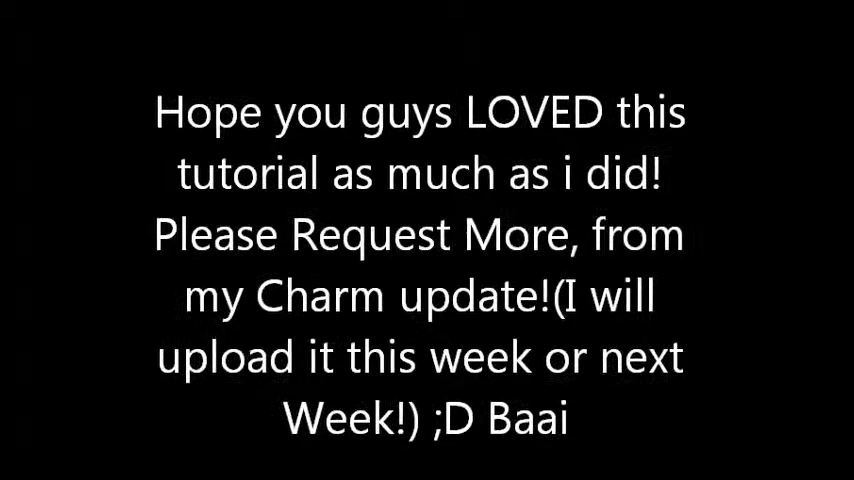 Hope you guys LOVED this
tutorial as much as i did!
Please Request More, from
my Charm update!(I will
upload it this week or next
Week!) ;D Baai